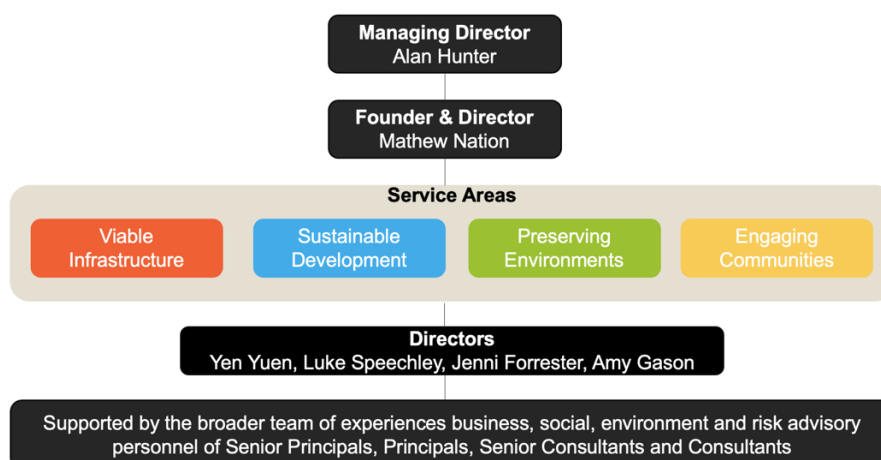 Managing Director
Alan Hunter
Founder & Director
Mathew Nation
Service Areas
Viable
Infrastructure
Sustainable
Development
Preserving
Environments
Engaging
Communities
Directors
Yen Yuen, Luke Speechley, Jenni Forrester, Amy Gason
Supported by the broader team of experiences business, social, environment and risk advisory
personnel of Senior Principals, Principals, Senior Consultants and Consultants